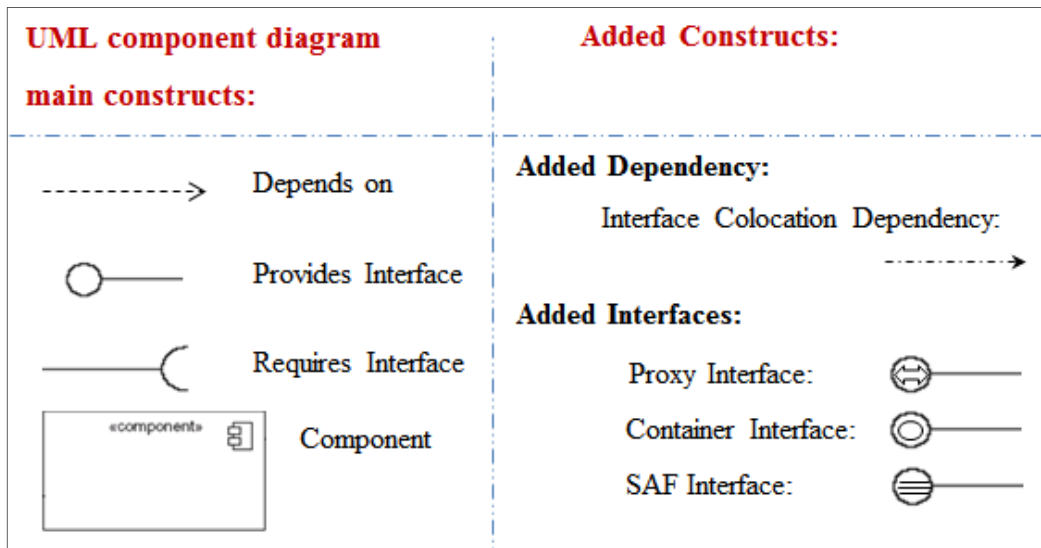 UML component diagram
main constructs:
Depends on
Provides Interface
Requires Interface
«component»
Component
Added Constructs:
Added Dependency:
Interface Colocation Dependency:
Added Interfaces:
Proxy Interface:
Container Interface:
SAF Interface: